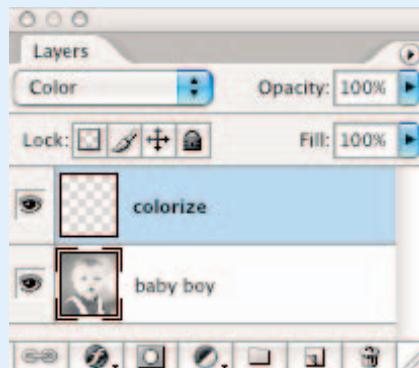 Layers
Color Opacity: 100%
Lock: Fill: 100%
colorize
baby boy